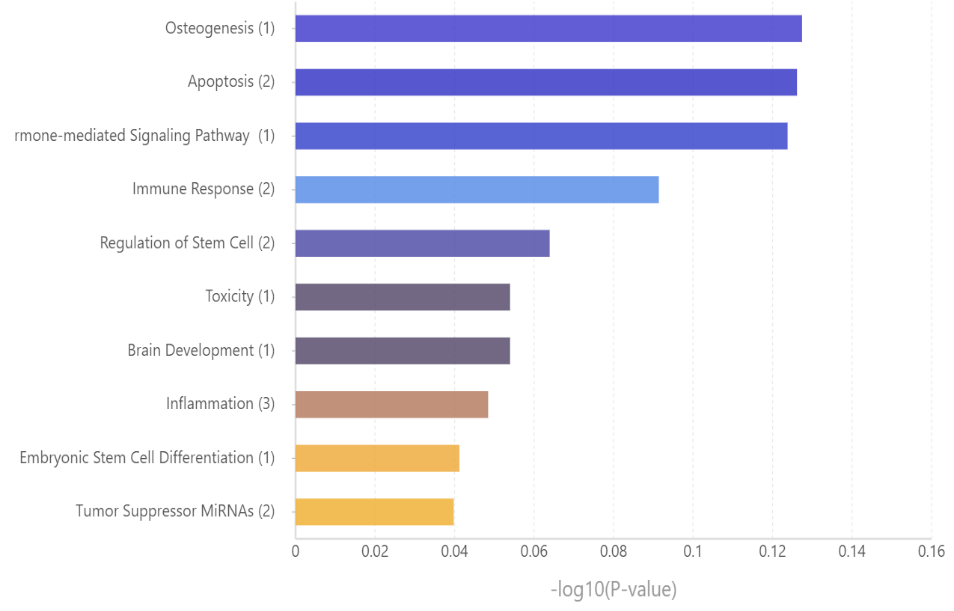 Osteogenesis (1)
Apoptosis (2)
rmone-mediated Signaling Pathway (1)
Immune Response (2)
Regulation of Stem Cell (2)
Toxicity (1)
Brain Development (1)
Inflammation (3)
Embryonic Stem Cell Differentiation (1)
Tumor Suppressor MiRNAs (2)
0 0.02 0.04 0.06 0.08 0.1 0.12 0.14 0.16
-log10(P-value)